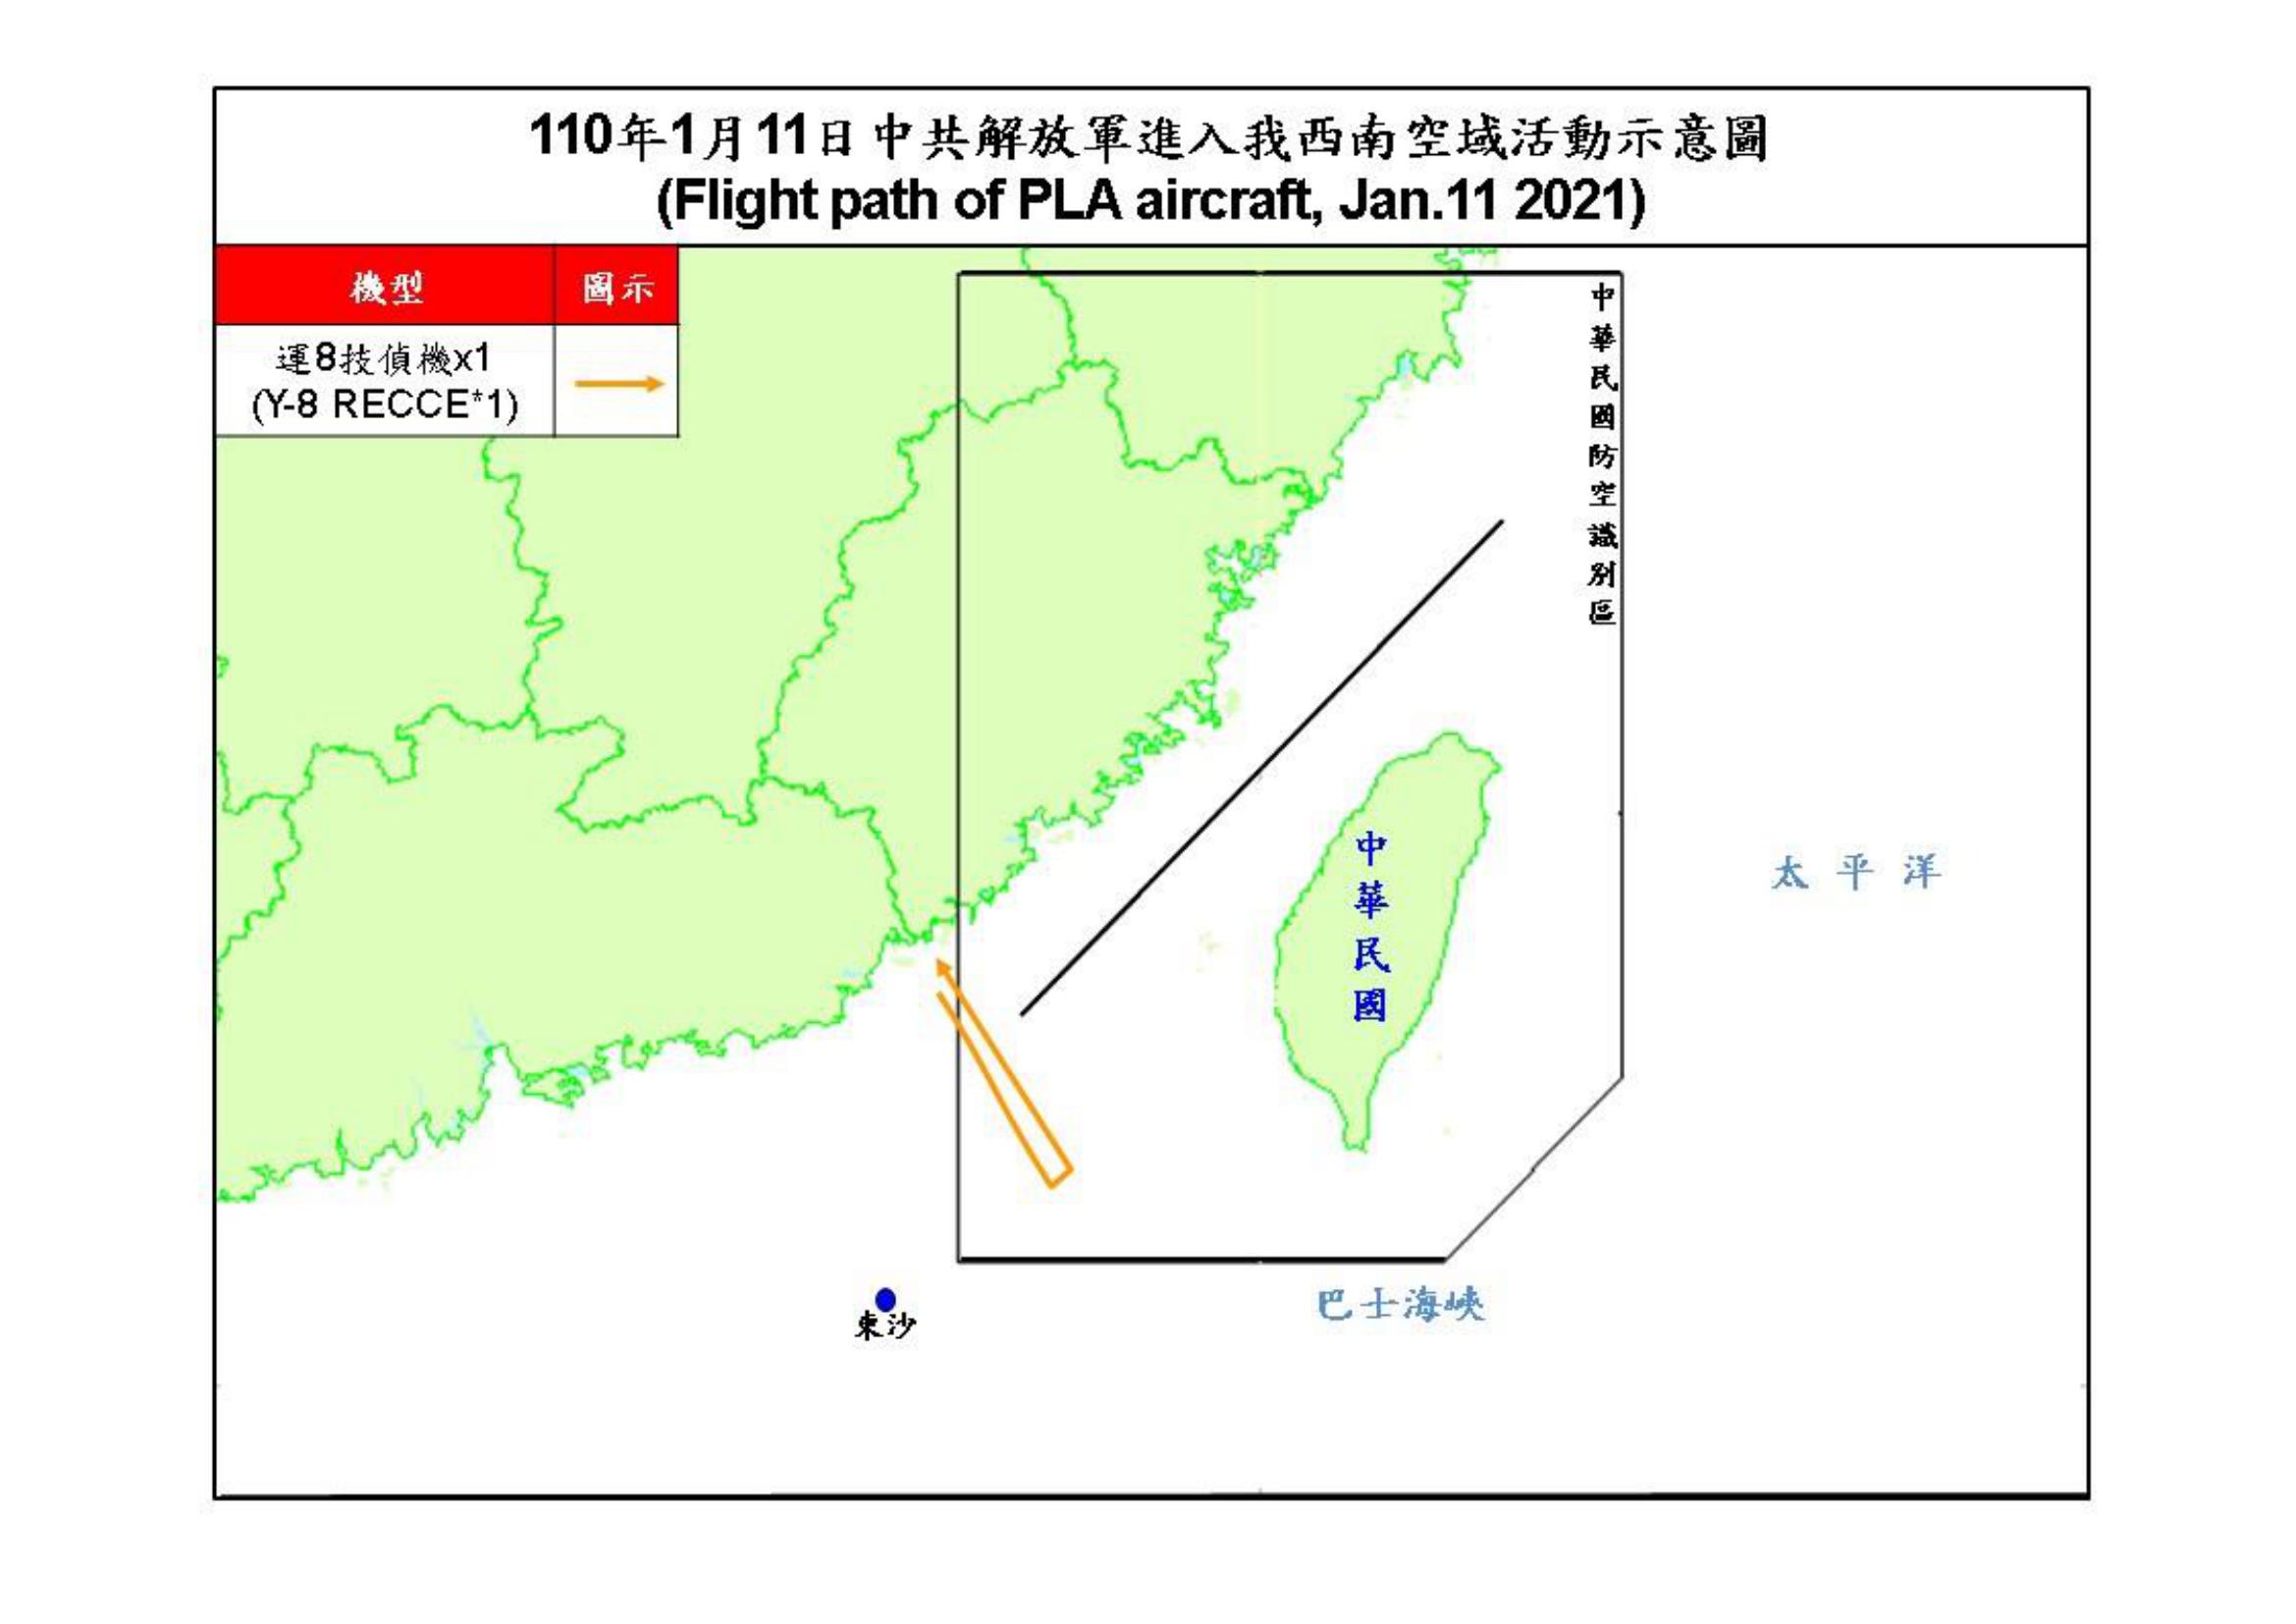 110年1月11日中共解放軍進入我西南空域活動示意圖
(Flight path of PLA aircraft, Jan.11 2021)
機型
圖示
運8技偵機x1
(Y-8 RECCE*1)
中華民國防空識別區
中華民國
太平洋
巴士海峽
東沙